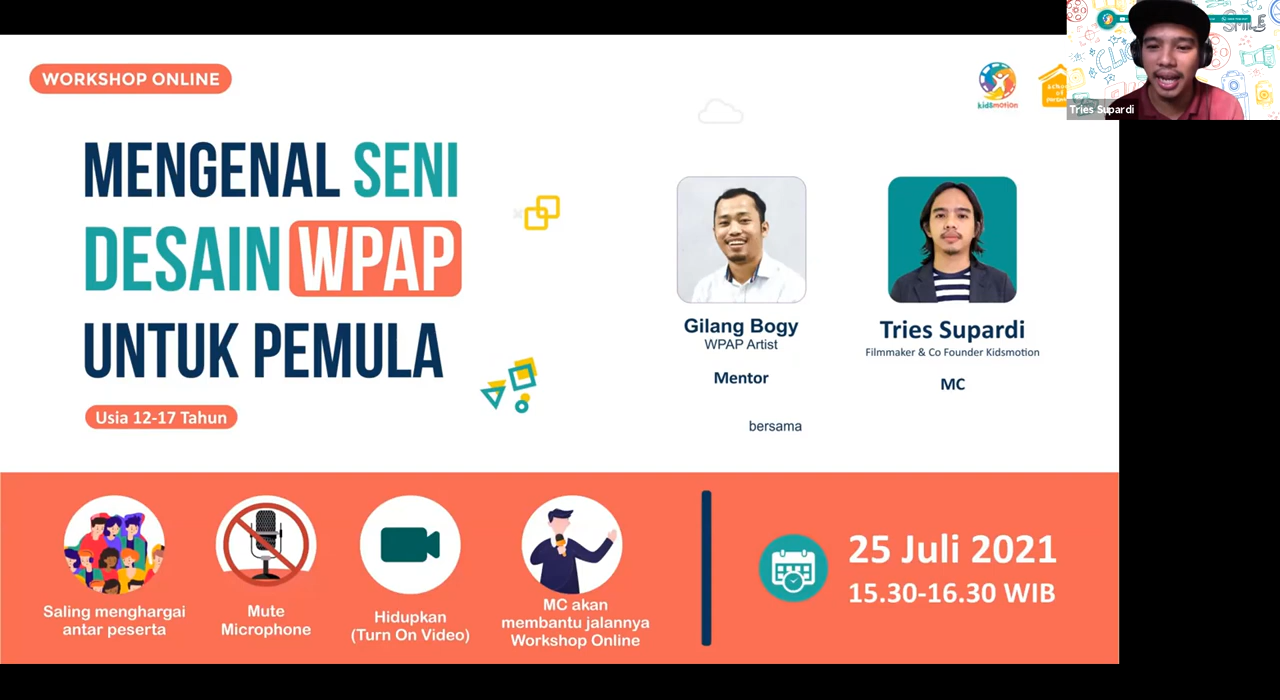 WORKSHOP ONLINE
MENGENAL SENI
DESAIN WPAP
UNTUK PEMULA
Usia 12-17 Tahun
kidsmotion
Gilang Bogy
WPAP Artist
Mentor
Tries Supardi
Filmmaker & Co Founder Kidsmotion
MC
bersama
Saling menghargai
antar peserta
Mute
Microphone
Hidupkan
(Turn On Video)
MC akan
membantu jalannya
Workshop Online
25 Juli 2021
15.30-16.30 WIB
SMILE
Tries Supardi